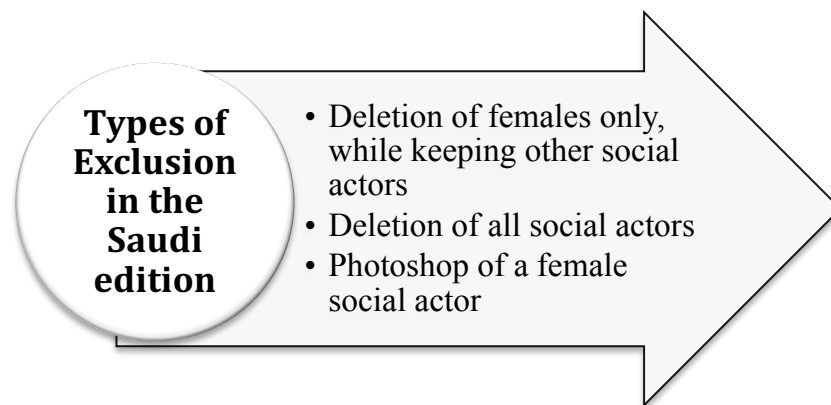 Types of
Exclusion
in the
Saudi
edition
• Deletion of females only,
while keeping other social
actors
• Deletion of all social actors
• Photoshop of a female
social actor